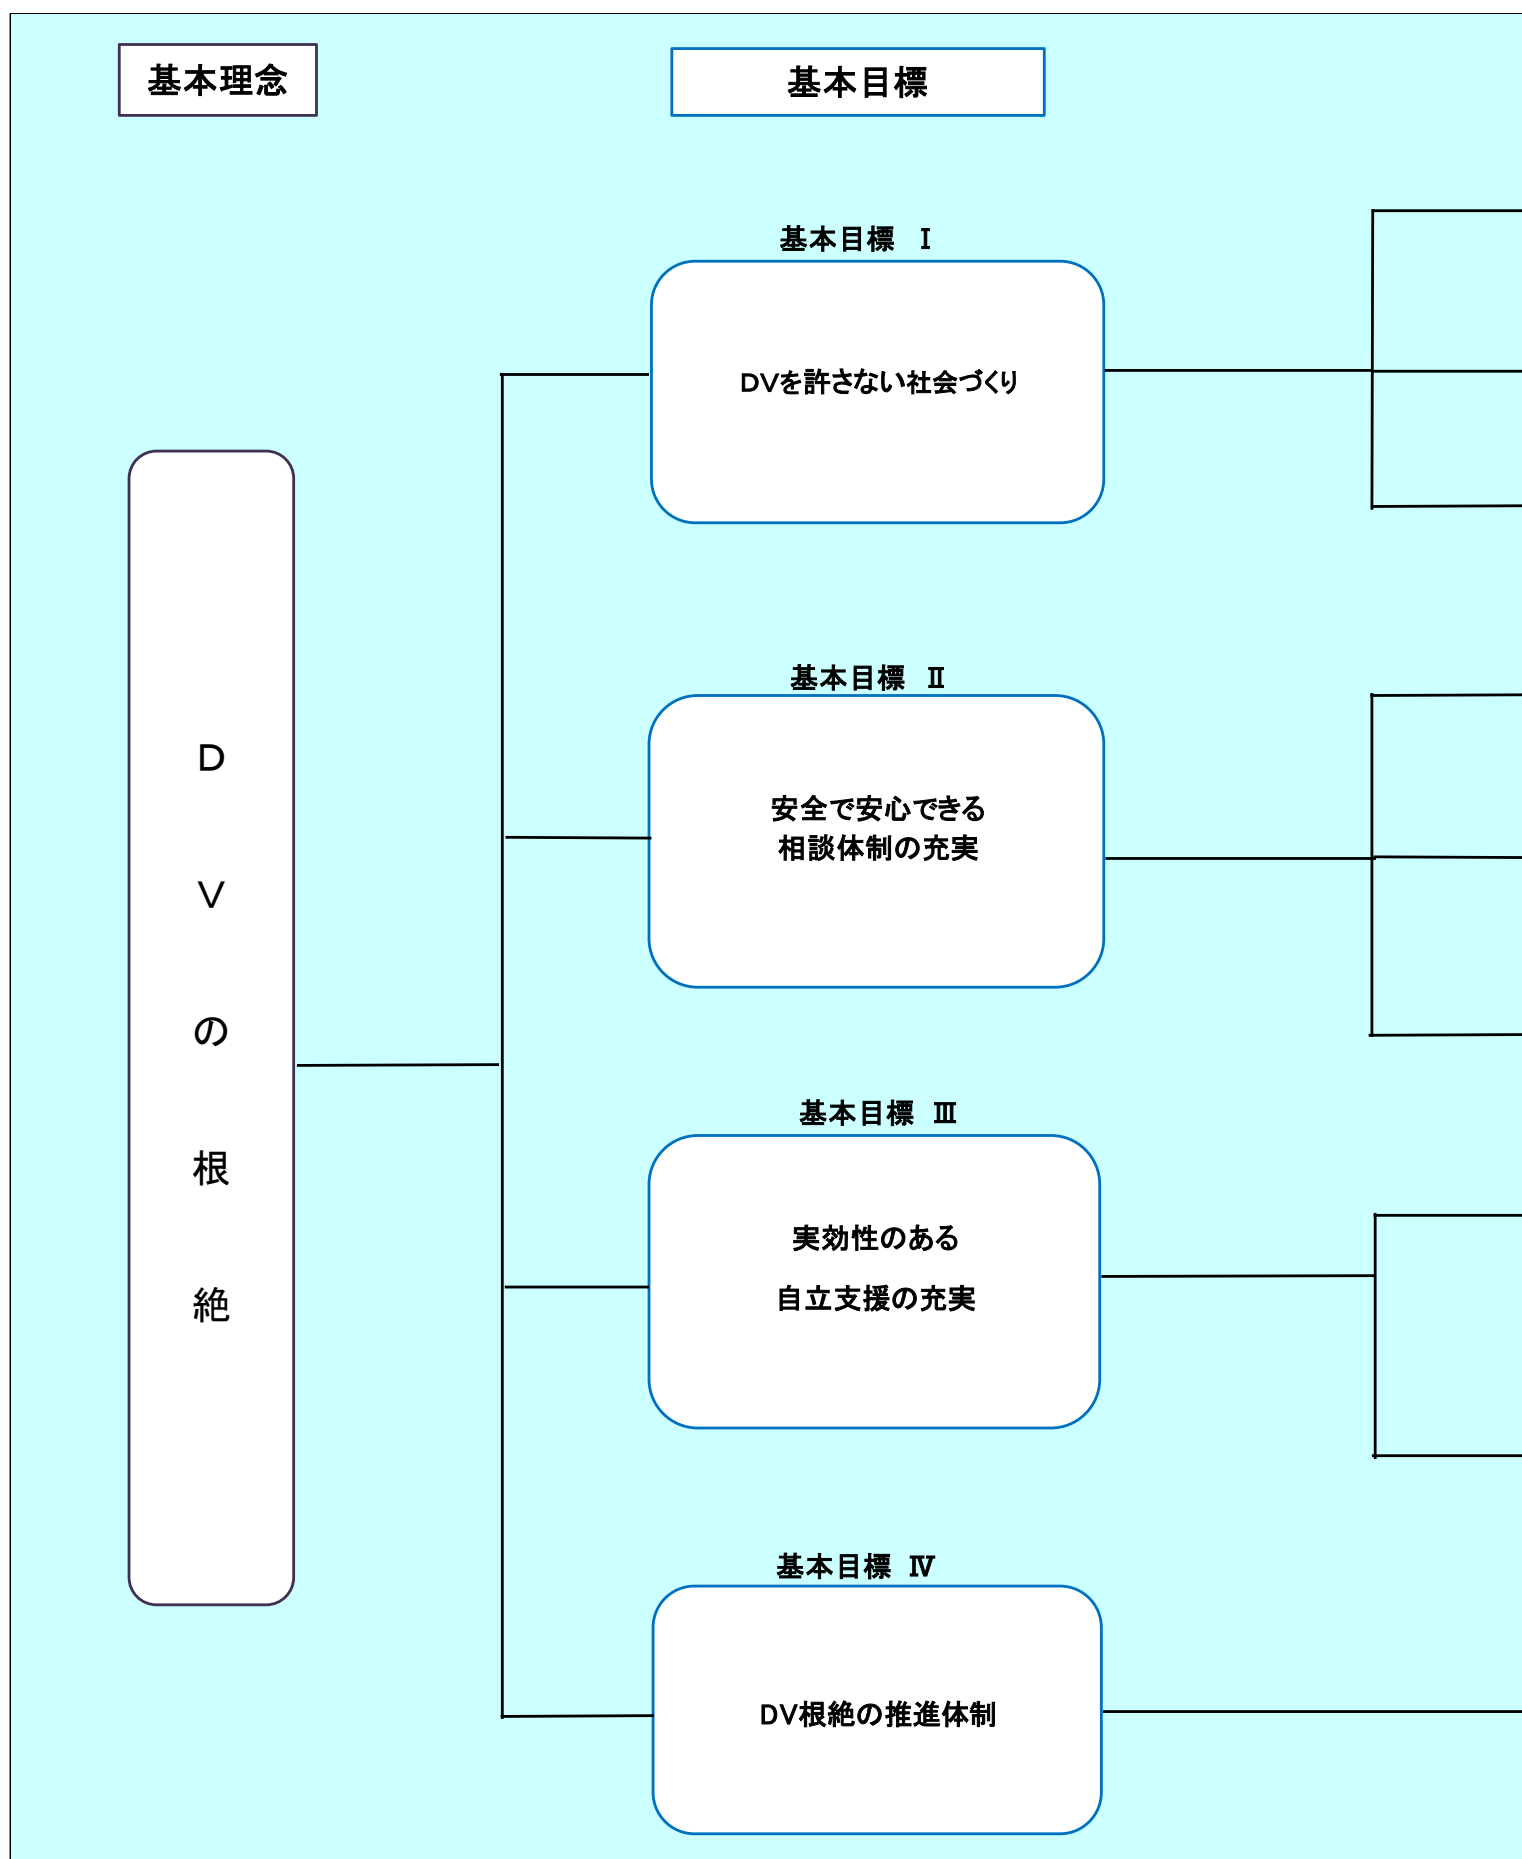 基本理念
基本目標
基本目標　Ⅰ
DVを許さない社会づくり
基本目標　Ⅱ
安全で安心できる
相談体制の充実
DVの根絶
基本目標　Ⅲ
実効性のある
自立支援の充実
基本目標　Ⅳ
DV根絶の推進体制